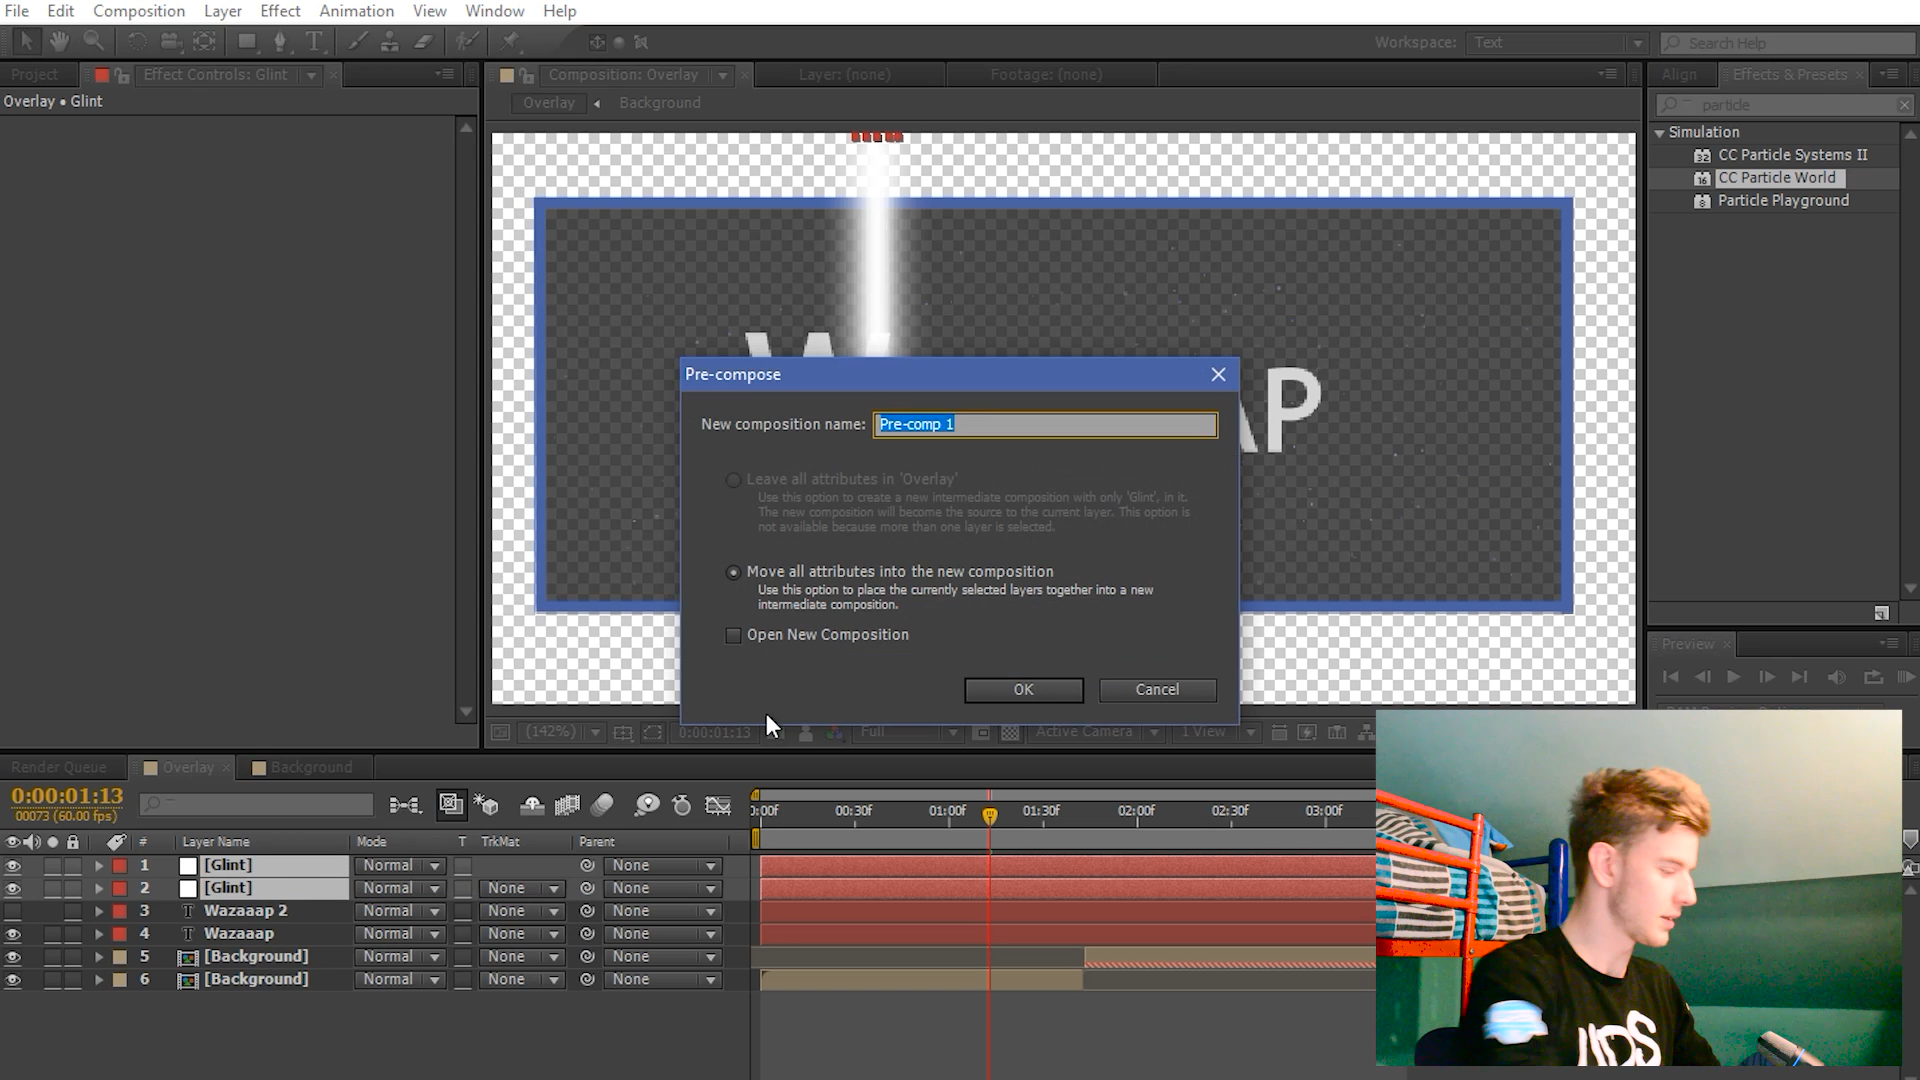 File Edit Composition Layer Effect Animation View Window Help
Workspace: Text Search Help
Project Effect Controls: Glint Composition: Overlay Layer: (none) Footage: (none) Align Effects & Presets
Overlay • Glint
Overlay Background
particle
Simulation
CC Particle Systems II
CC Particle World
Particle Playground
AP
Pre-compose
New composition name: Pre-comp 1
Leave all attributes in 'Overlay'
Use this option to create a new intermediate composition with only 'Glint', in it.
The new composition will become the source to the current layer. This option is
not available because more than one layer is selected.
Move all attributes into the new composition
Use this option to place the currently selected layers together into a new
intermediate composition.
Open New Composition
OK Cancel
Preview
(142%) 0:00:01:13 Full Active Camera 1 View
Render Queue Overlay Background
0:00:01:13
00073 (60.00 fps)
:00f 00:30f 01:00f 01:30f 02:00f 02:30f 03:00f
# Layer Name Mode T TrkMat Parent
1 [Glint] Normal None
2 [Glint] Normal None None
3 Wazaaap 2 Normal None None
4 Wazaaap Normal None None
5 [Background] Normal None None
6 [Background] Normal None None